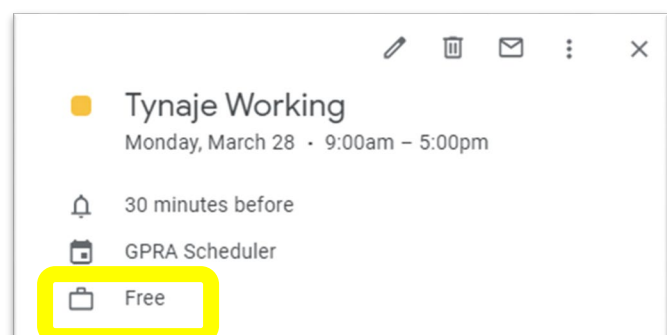 Tynaje Working
Monday, March 28 · 9:00am – 5:00pm
30 minutes before
GPRA Scheduler
Free